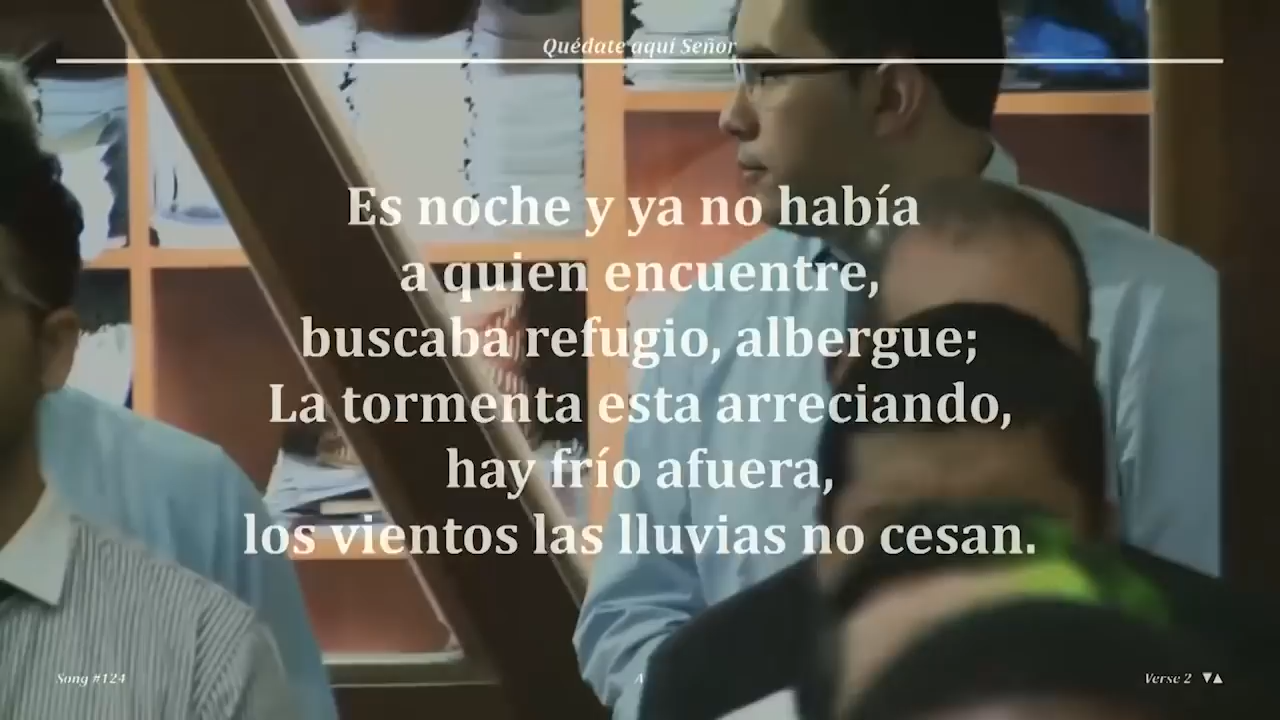 Quédate aquí Señor
Es noche y ya no había
a quien encuentre,
buscaba refugio, albergue;
La tormenta esta arreciando,
hay frío afuera,
los vientos las lluvias no cesan.
Song #124
Verse 2 ▼▲